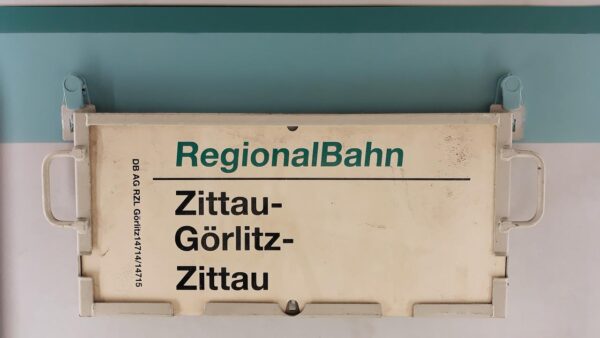 RegionalBahn
Zittau-
Görlitz-
Zittau
DB AG RZL Görlitz14714/14715